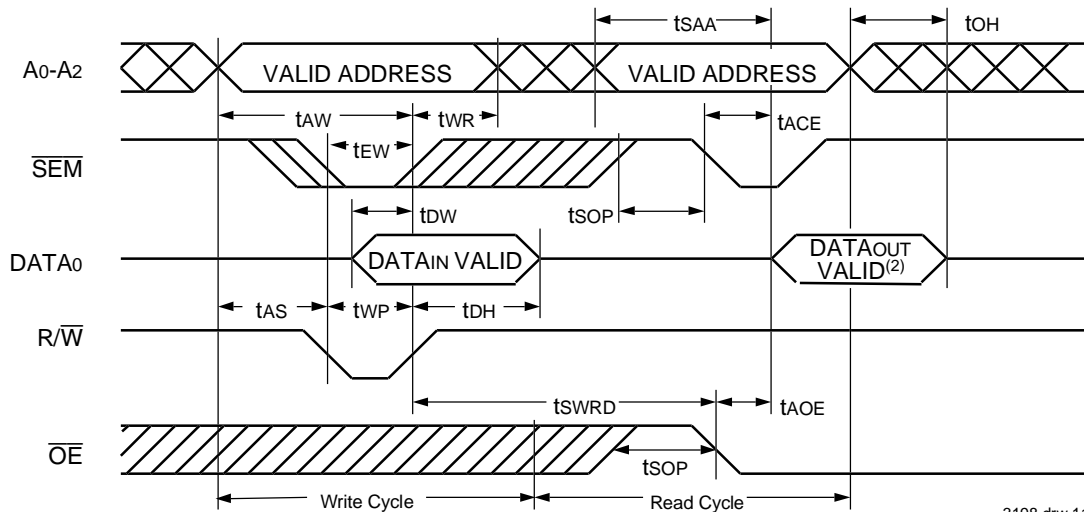 tSAA
tOH
A0-A2
VALID ADDRESS
VALID ADDRESS
tAW
tWR
tACE
tEW
SEM
tDW
tSOP
DATA0
DATAIN VALID
DATAOUT
VALID(2)
tAS
tWP
tDH
R/W
tSWRD
tAOE
OE
tSOP
Write Cycle
Read Cycle